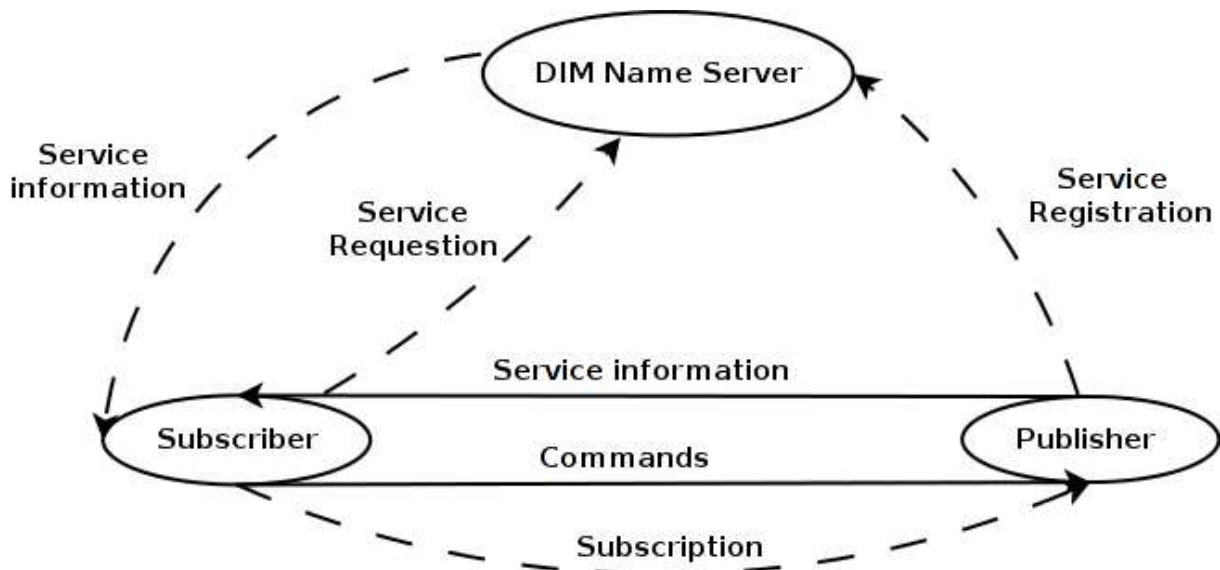 DIM Name Server
Service
information
Service
Requestion
Service
Registration
Service information
Subscriber
Publisher
Commands
Subscription